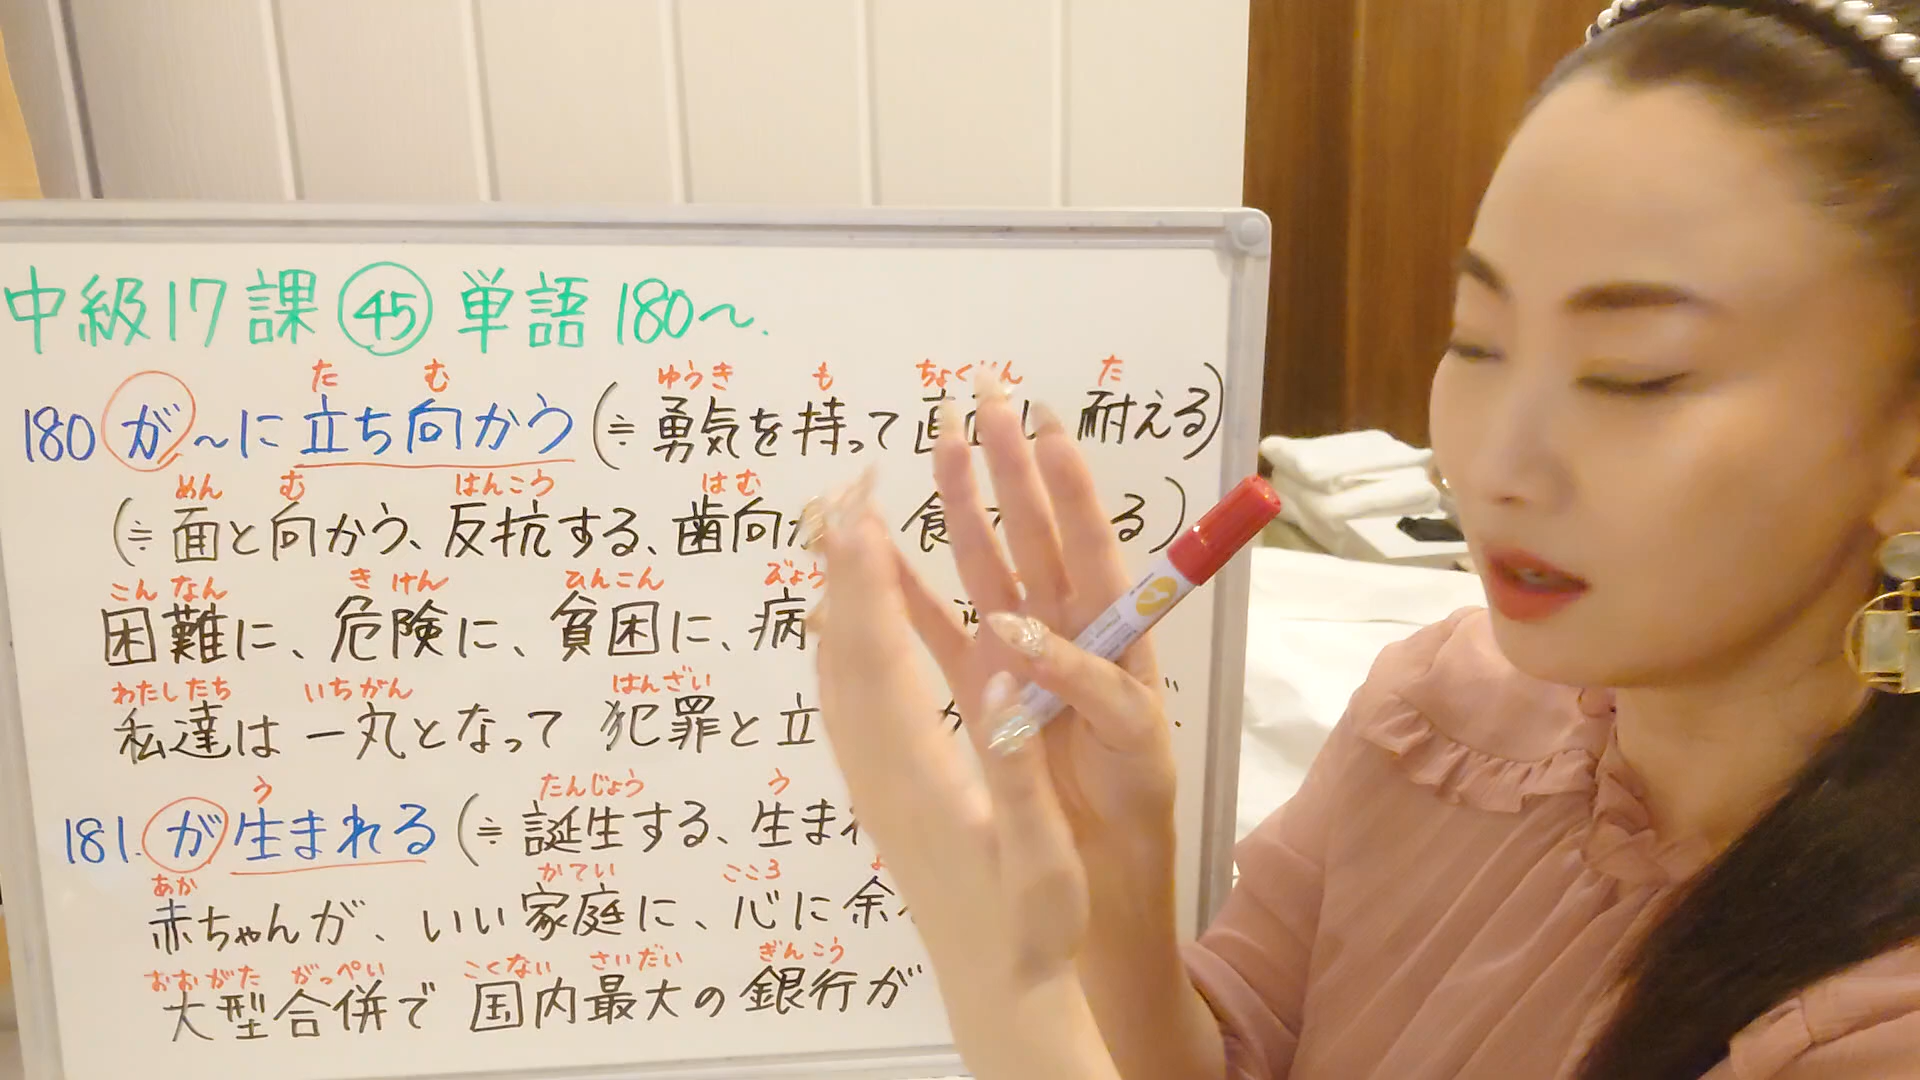 中級17課 ㊺ 単語 180〜.
た む ゆうき も た
180 が 〜に 立ち向かう (≒ 勇気を持って直面し 耐える)
めん む はんこう はむ
(≒ 面と向かう、反抗する、歯向か 食 る)
こんなん きけん ひんこん びょう
困難に、危険に、貧困に、病
わたしたち いちがん はんざい
私達は 一丸となって 犯罪と立
う たんじょう う
181. が 生まれる (≒ 誕生する、生まれ
あか かてい こころ よ
赤ちゃんが、いい家庭に、心に余
おおがた がっぺい こくない さいだい ぎんこう
大型合併で 国内最大の銀行が